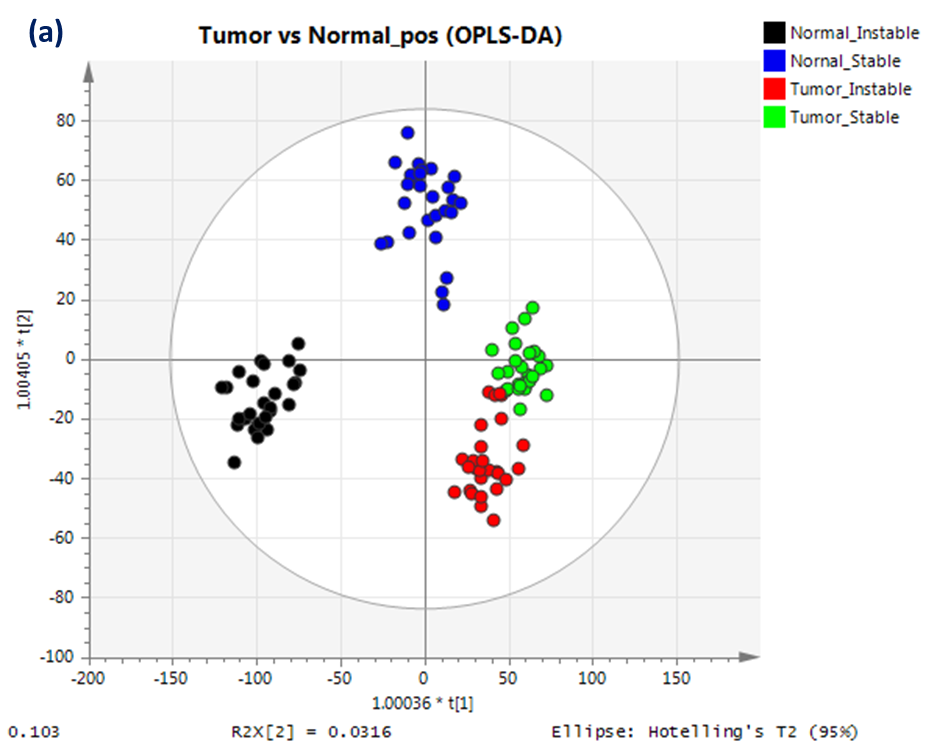 (a)
Tumor vs Normal_pos (OPLS-DA)
Normal_Instable
Nornal_Stable
Tumor_Instable
Tumor_Stable
80
60
40
20
0
-20
-40
-60
-80
-100
1.00405 * t[2]
-200 -150 -100 -50 0 50 100 150
1.00036 * t[1]
0.103 R2X[2] = 0.0316 Ellipse: Hotelling's T2 (95%)